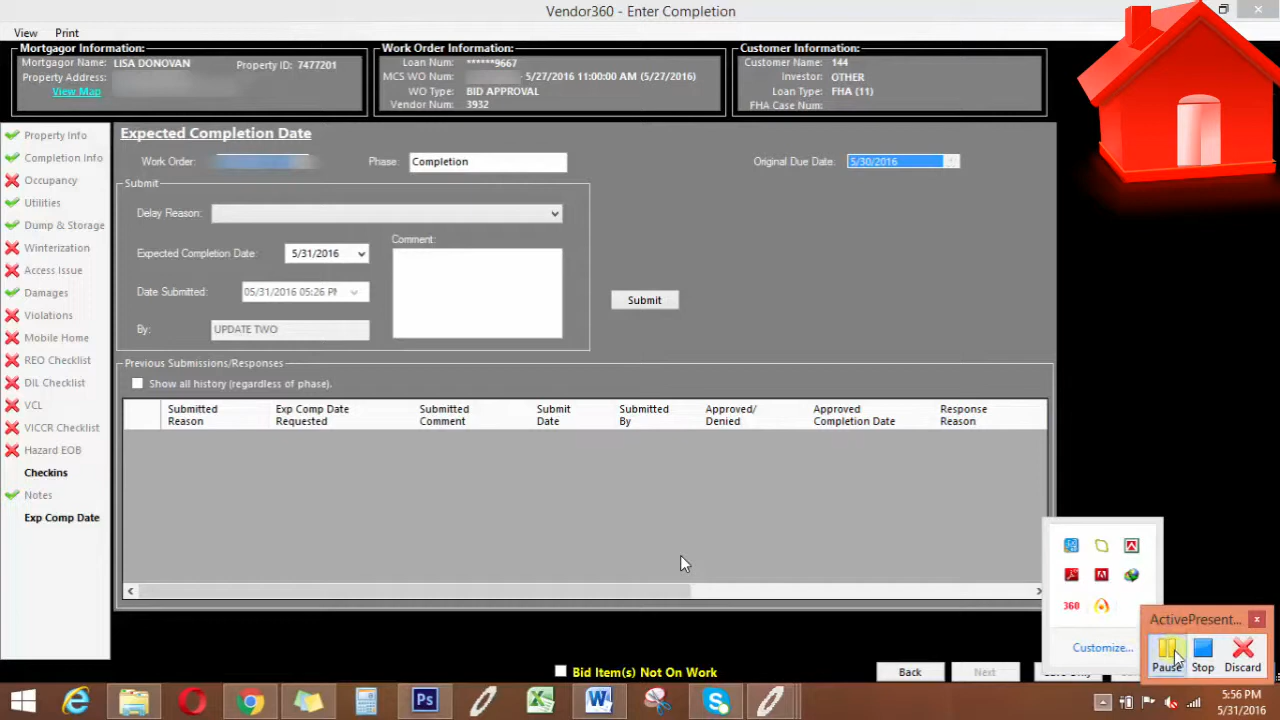 Vendor360 - Enter Completion
View Print
Mortgagor Information:
Mortgagor Name: LISA DONOVAN Property ID: 7477201
Property Address:
View Map
Work Order Information:
Loan Num: ******9667
MCS WO Num: - 5/27/2016 11:00:00 AM (5/27/2016)
WO Type: BID APPROVAL
Vendor Num: 3932
Customer Information:
Customer Name: 144
Investor: OTHER
Loan Type: FHA (11)
FHA Case Num:
Property Info
Completion Info
Occupancy
Utilities
Dump & Storage
Winterization
Access Issue
Damages
Violations
Mobile Home
REO Checklist
DIL Checklist
VCL
VICCR Checklist
Hazard EOB
Checkins
Notes
Exp Comp Date
Expected Completion Date
Work Order: Phase: Completion Original Due Date: 5/30/2016
Submit
Delay Reason:
Expected Completion Date: 5/31/2016
Comment:
Date Submitted: 05/31/2016 05:26 PM
By: UPDATE TWO
Submit
Previous Submissions/Responses
Show all history (regardless of phase).
Submitted Reason
Exp Comp Date Requested
Submitted Comment
Submit Date
Submitted By
Approved/ Denied
Approved Completion Date
Response Reason
Bid Item(s) Not On Work
Back Next
360
Customize...
ActivePresent...
Pause Stop Discard
Ps
5:56 PM
5/31/2016